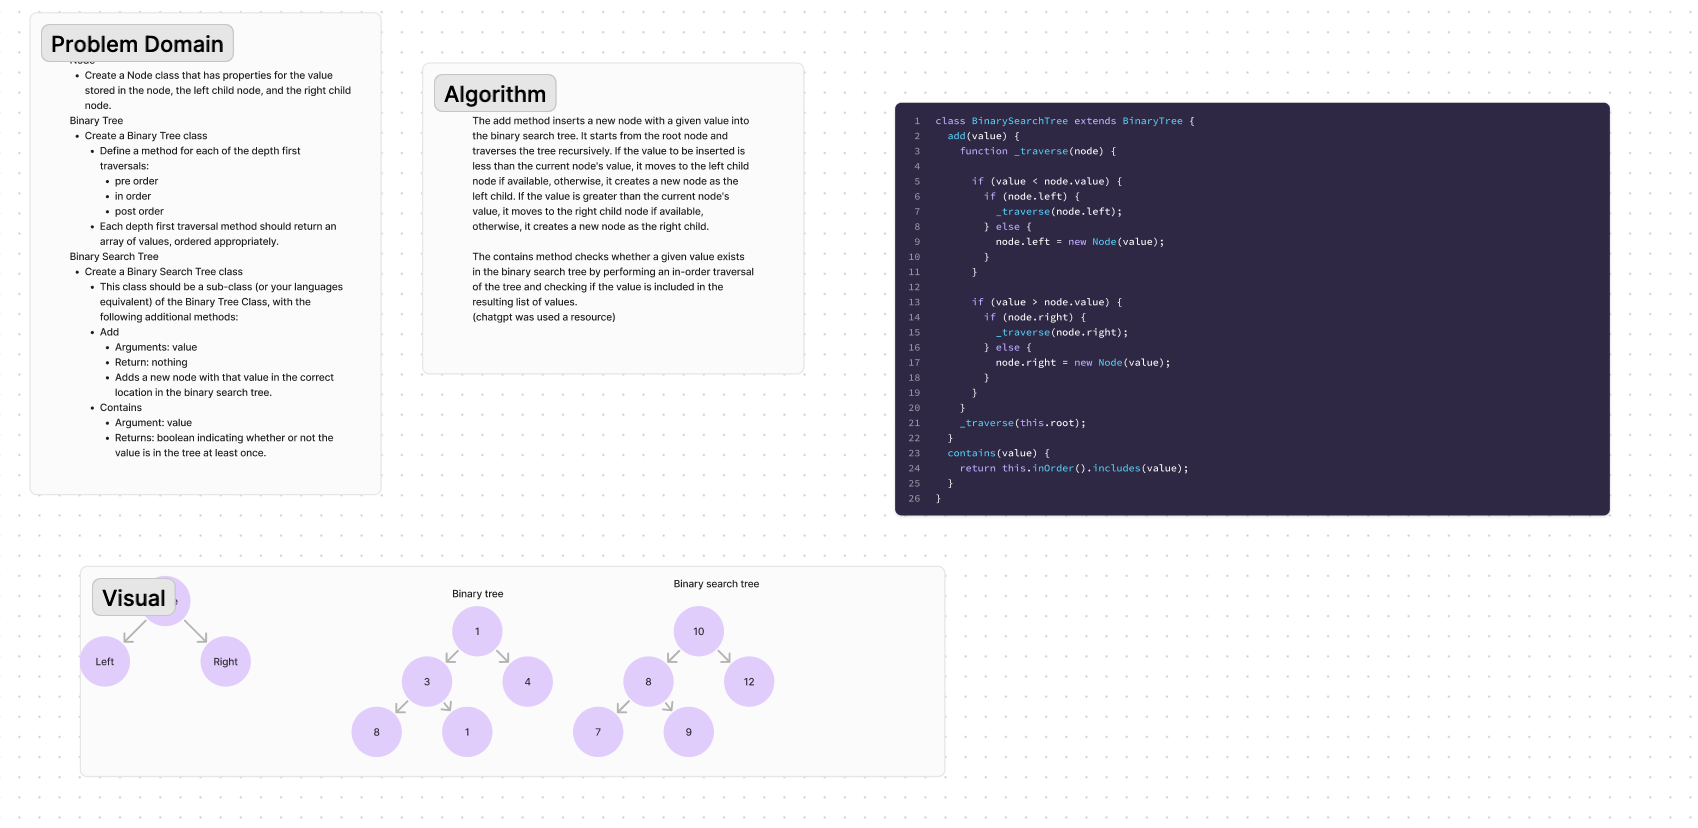 Problem Domain
Node
• Create a Node class that has properties for the value
stored in the node, the left child node, and the right child
node.
Binary Tree
• Create a Binary Tree class
• Define a method for each of the depth first
traversals:
• pre order
• in order
• post order
• Each depth first traversal method should return an
array of values, ordered appropriately.
Binary Search Tree
• Create a Binary Search Tree class
• This class should be a sub-class (or your languages
equivalent) of the Binary Tree Class, with the
following additional methods:
• Add
• Arguments: value
• Return: nothing
• Adds a new node with that value in the correct
location in the binary search tree.
• Contains
• Argument: value
• Returns: boolean indicating whether or not the
value is in the tree at least once.
Algorithm
The add method inserts a new node with a given value into
the binary search tree. It starts from the root node and
traverses the tree recursively. If the value to be inserted is
less than the current node's value, it moves to the left child
node if available, otherwise, it creates a new node as the
left child. If the value is greater than the current node's
value, it moves to the right child node if available,
otherwise, it creates a new node as the right child.
The contains method checks whether a given value exists
in the binary search tree by performing an in-order traversal
of the tree and checking if the value is included in the
resulting list of values.
(chatgpt was used a resource)
1 class BinarySearchTree extends BinaryTree {
2 add(value) {
3 function _traverse(node) {
4
5 if (value < node.value) {
6 if (node.left) {
7 _traverse(node.left);
8 } else {
9 node.left = new Node(value);
10 }
11 }
12
13 if (value > node.value) {
14 if (node.right) {
15 _traverse(node.right);
16 } else {
17 node.right = new Node(value);
18 }
19 }
20 }
21 _traverse(this.root);
22 }
23 contains(value) {
24 return this.inOrder().includes(value);
25 }
26 }
Visual
Left
Right
Binary tree
1
3
4
8
1
Binary search tree
10
8
12
7
9